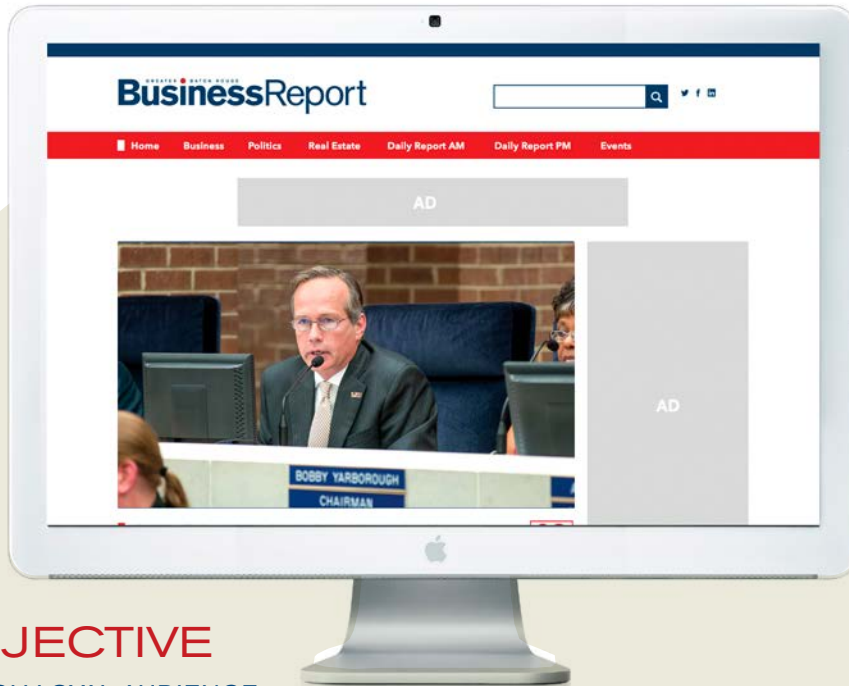 GREATER BATON ROUGE
BusinessReport
Home Business Politics Real Estate Daily Report AM Daily Report PM Events
AD
AD
BOBBY YARBOROUGH
CHAIRMAN
JECTIVE
AUDIENCE